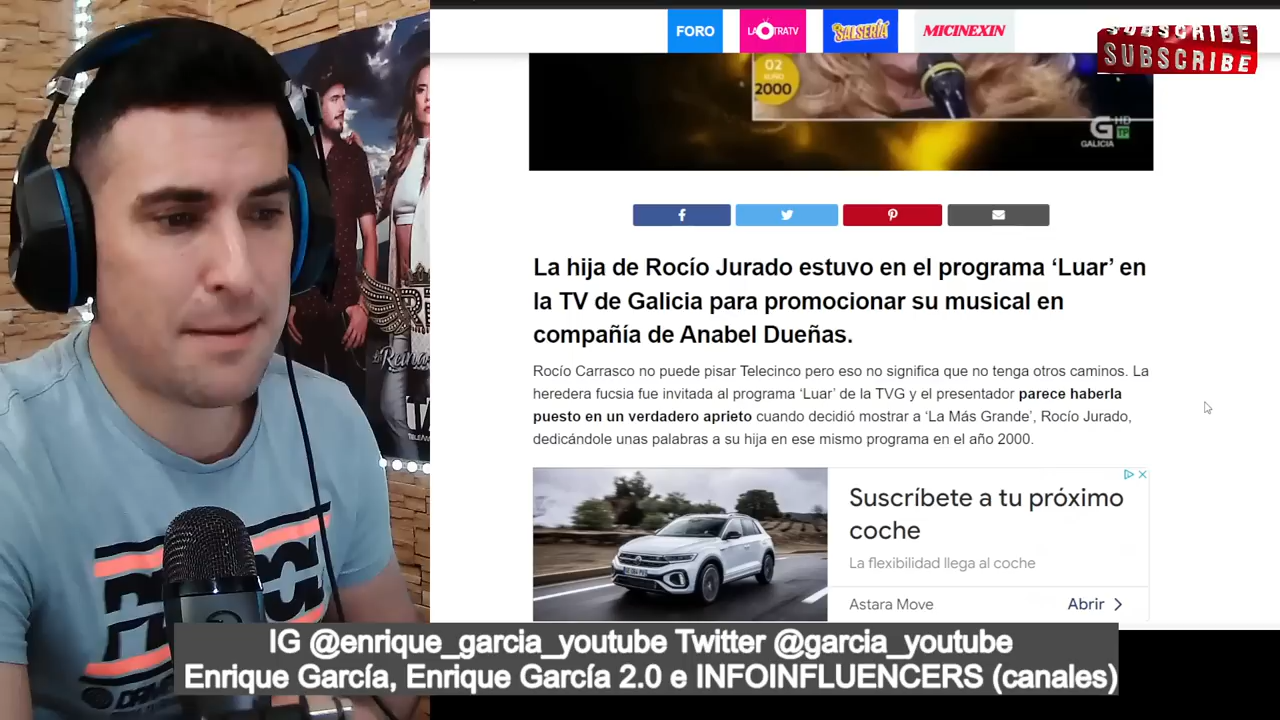 FORO
LA OTRATV
SALSERÍA
MICINEXIN
SUBSCRIBE
SUBSCRIBE
02
2000
G HD
GALICIA
La hija de Rocío Jurado estuvo en el programa ‘Luar’ en
la TV de Galicia para promocionar su musical en
compañía de Anabel Dueñas.
Rocío Carrasco no puede pisar Telecinco pero eso no significa que no tenga otros caminos. La
heredera fucsia fue invitada al programa ‘Luar’ de la TVG y el presentador parece haberla
puesto en un verdadero aprieto cuando decidió mostrar a ‘La Más Grande’, Rocío Jurado,
dedicándole unas palabras a su hija en ese mismo programa en el año 2000.
Suscríbete a tu próximo
coche
La flexibilidad llega al coche
Astara Move
Abrir
IG @enrique_garcia_youtube Twitter @garcia_youtube
Enrique García, Enrique García 2.0 e INFOINFLUENCERS (canales)